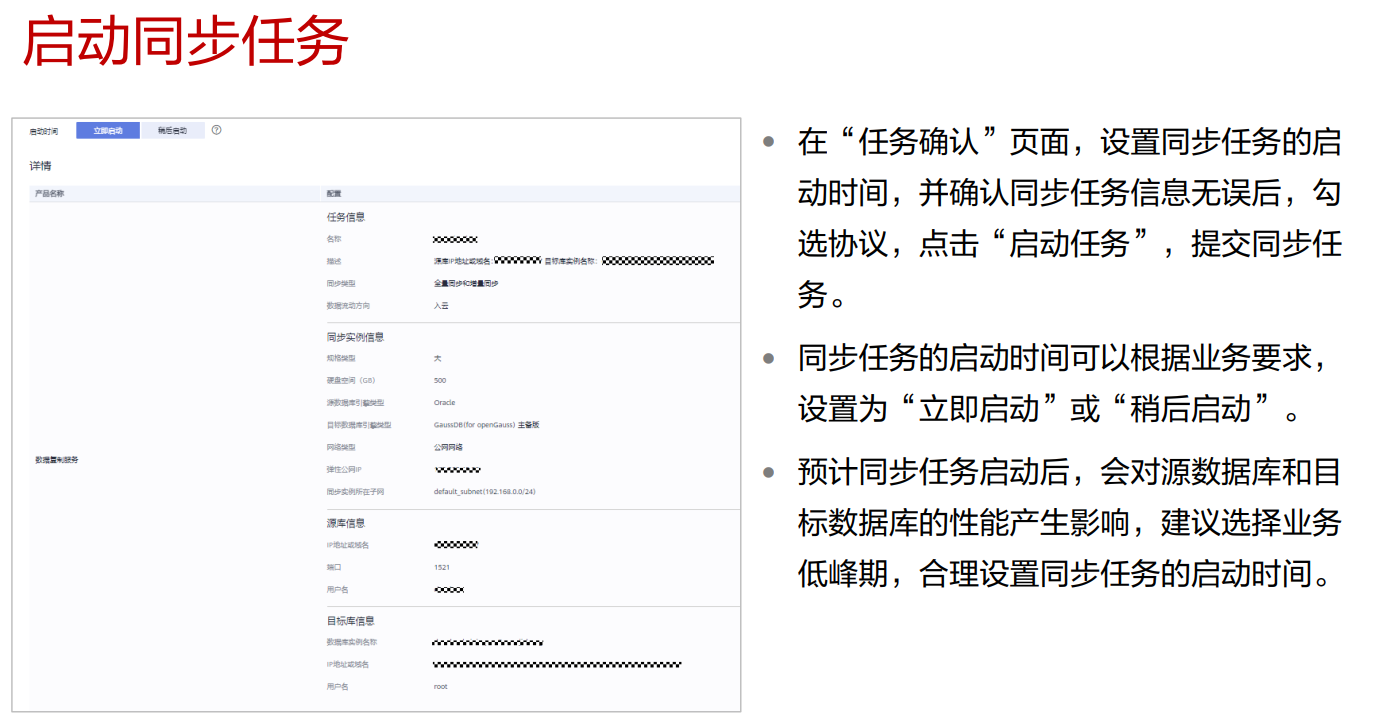 启动同步任务
启动时间 立即启动 稍后启动 ?
详情
产品名称 配置
任务信息
名称
描述 源库IP地址或域名: 目标库实例名称:
同步类型 全量同步和增量同步
数据流动方向 入云
同步实例信息
规格类型 大
硬盘空间（GB） 500
源数据库引擎类型 Oracle
目标数据库引擎类型 GaussDB(for openGauss) 主备版
网络类型 公网网络
数据复制服务
弹性公网IP
同步实例所在子网 default_subnet(192.168.0.0/24)
源库信息
IP地址或域名
端口 1521
用户名
目标库信息
数据库实例名称
IP地址或域名
用户名 root
在“任务确认”页面，设置同步任务的启
动时间，并确认同步任务信息无误后，勾
选协议，点击“启动任务”，提交同步任
务。
同步任务的启动时间可以根据业务要求，
设置为“立即启动”或“稍后启动”。
预计同步任务启动后，会对源数据库和目
标数据库的性能产生影响，建议选择业务
低峰期，合理设置同步任务的启动时间。